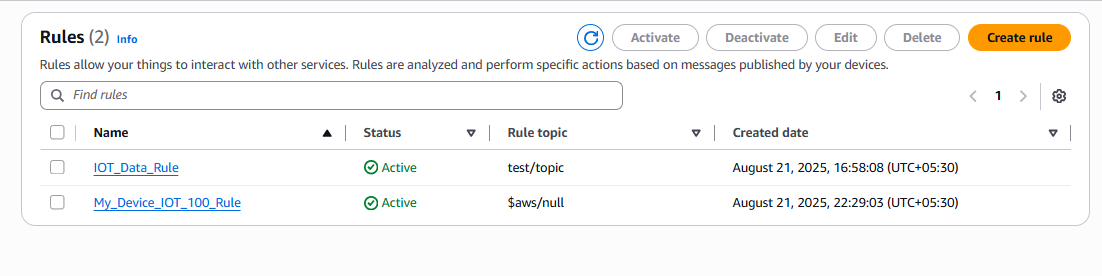 Rules (2) Info Activate Deactivate Edit Delete Create rule
Rules allow your things to interact with other services. Rules are analyzed and perform specific actions based on messages published by your devices.
Find rules 1
Name Status Rule topic Created date
IOT_Data_Rule Active test/topic August 21, 2025, 16:58:08 (UTC+05:30)
My_Device_IOT_100_Rule Active $aws/null August 21, 2025, 22:29:03 (UTC+05:30)